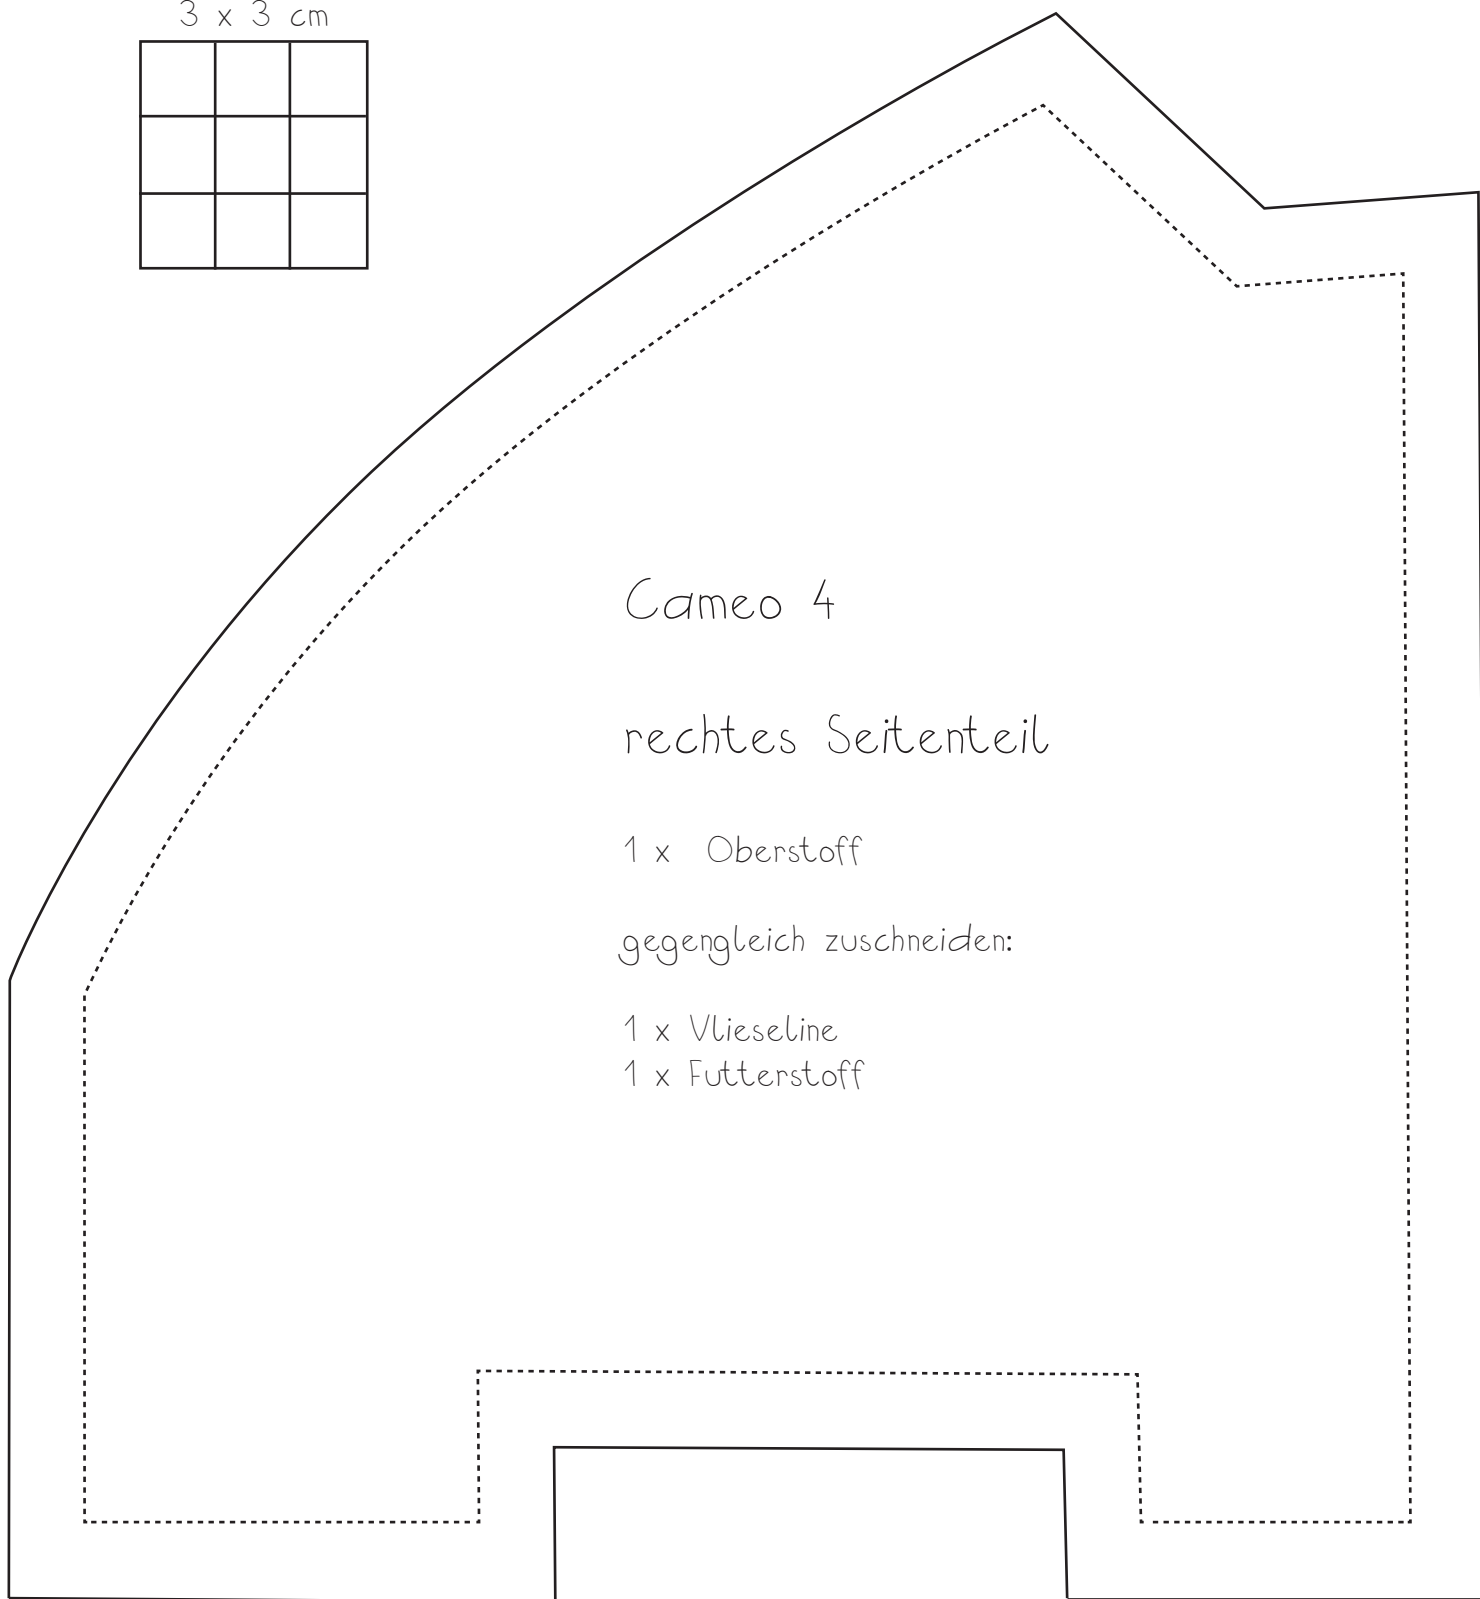 3 x 3 cm
Cameo 4
rechtes Seitenteil
1 x Oberstoff
gegengleich zuschneiden:
1 x Vlieseline
1 x Futterstoff